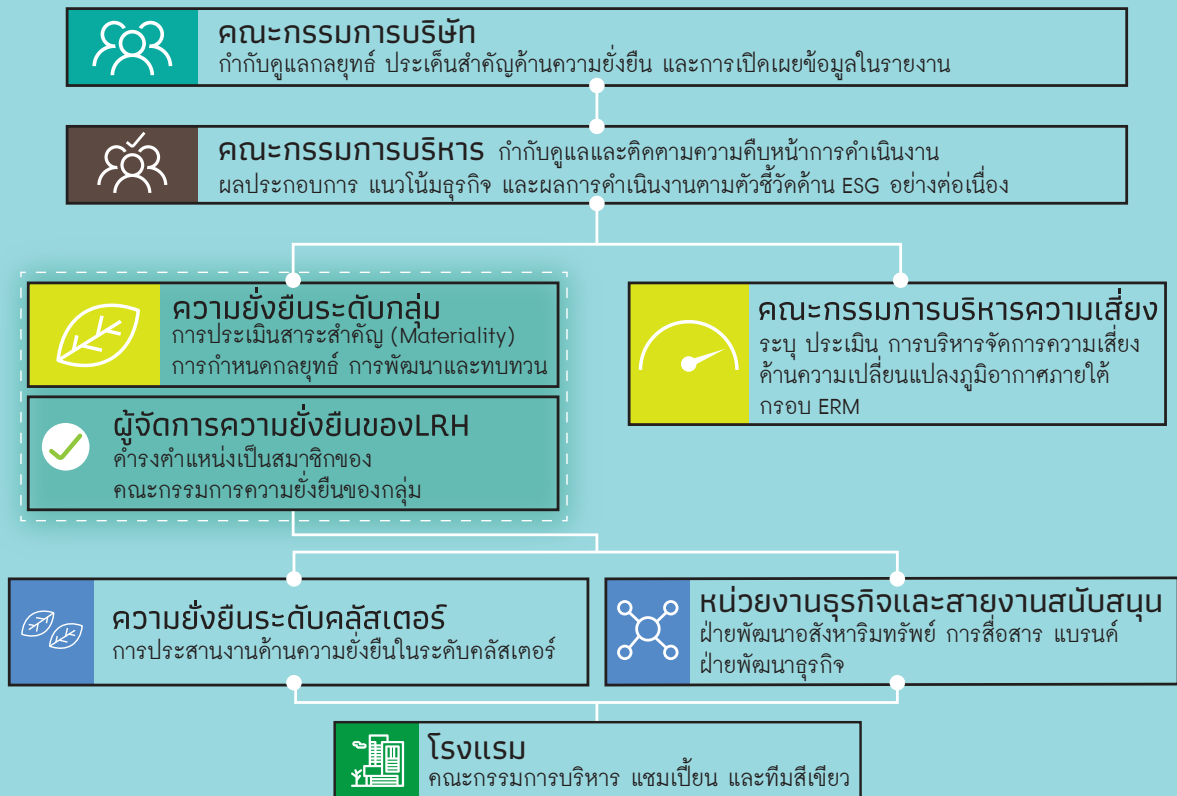 คณะกรรมการบริษัท
กำกับดูแลกลยุทธ์ ประเด็นสำคัญด้านความยั่งยืน และการเปิดเผยข้อมูลในรายงาน
คณะกรรมการบริหาร กำกับดูแลและติดตามความคืบหน้าการดำเนินงาน
ผลประกอบการ แนวโน้มธุรกิจ และผลการดำเนินงานตามตัวชี้วัดด้าน ESG อย่างต่อเนื่อง
ความยั่งยืนระดับกลุ่ม
การประเมินสาระสำคัญ (Materiality)
การกำหนดกลยุทธ์ การพัฒนาและทบทวน
คณะกรรมการบริหารความเสี่ยง
ระบุ ประเมิน การบริหารจัดการความเสี่ยง
ด้านความเปลี่ยนแปลงภูมิอากาศภายใต้
กรอบ ERM
ผู้จัดการความยั่งยืนของLRH
ดำรงตำแหน่งเป็นสมาชิกของ
คณะกรรมการความยั่งยืนของกลุ่ม
ความยั่งยืนระดับคลัสเตอร์
การประสานงานด้านความยั่งยืนในระดับคลัสเตอร์
หน่วยงานธุรกิจและสายงานสนับสนุน
ฝ่ายพัฒนาอสังหาริมทรัพย์ การสื่อสาร แบรนด์
ฝ่ายพัฒนาธุรกิจ
โรงแรม
คณะกรรมการบริหาร แชมเปี้ยน และทีมสีเขียว